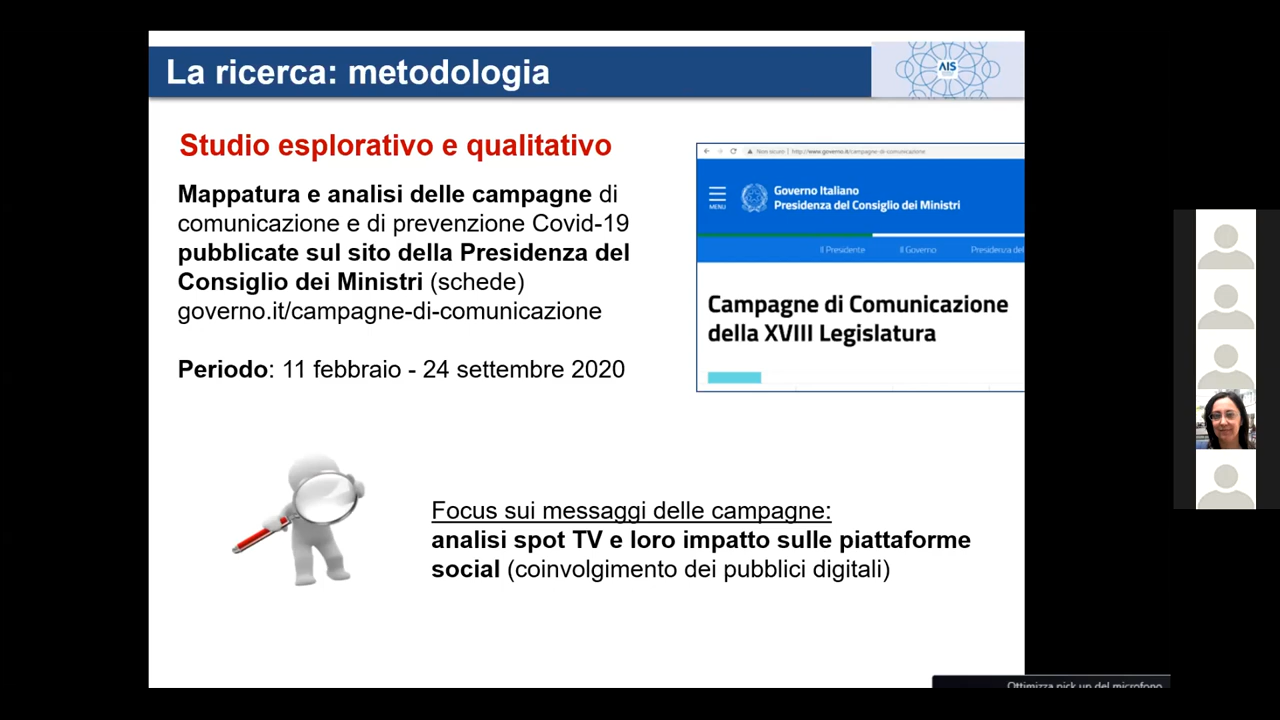 La ricerca: metodologia
AIS
Studio esplorativo e qualitativo
Mappatura e analisi delle campagne di
comunicazione e di prevenzione Covid-19
pubblicate sul sito della Presidenza del
Consiglio dei Ministri (schede)
governo.it/campagne-di-comunicazione
Periodo: 11 febbraio - 24 settembre 2020
Non sicuro | http://www.governo.it/campagne-di-comunicazione
MENU
Governo Italiano
Presidenza del Consiglio dei Ministri
Il Presidente Il Governo Presidenza del
Campagne di Comunicazione
della XVIII Legislatura
Focus sui messaggi delle campagne:
analisi spot TV e loro impatto sulle piattaforme
social (coinvolgimento dei pubblici digitali)
Ottimizza pick up del microfono